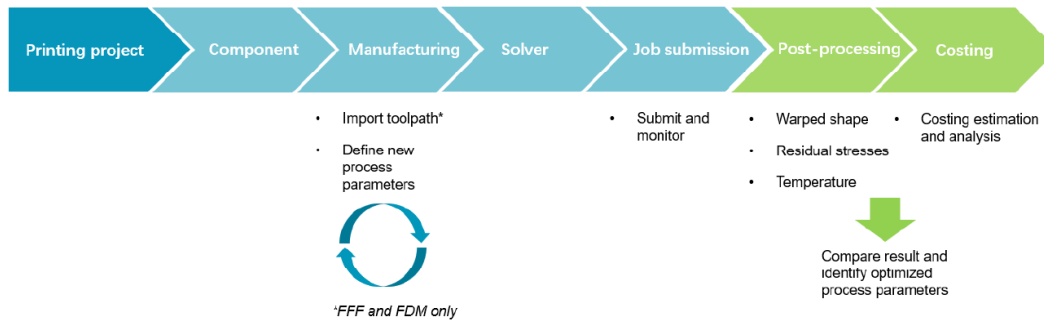 Printing project
Component
Manufacturing
Solver
Job submission
Post-processing
Costing
• Import toolpath*
• Define new
process
parameters
*FFF and FDM only
• Submit and
monitor
• Warped shape
• Residual stresses
• Temperature
• Costing estimation
and analysis
Compare result and
identify optimized
process parameters